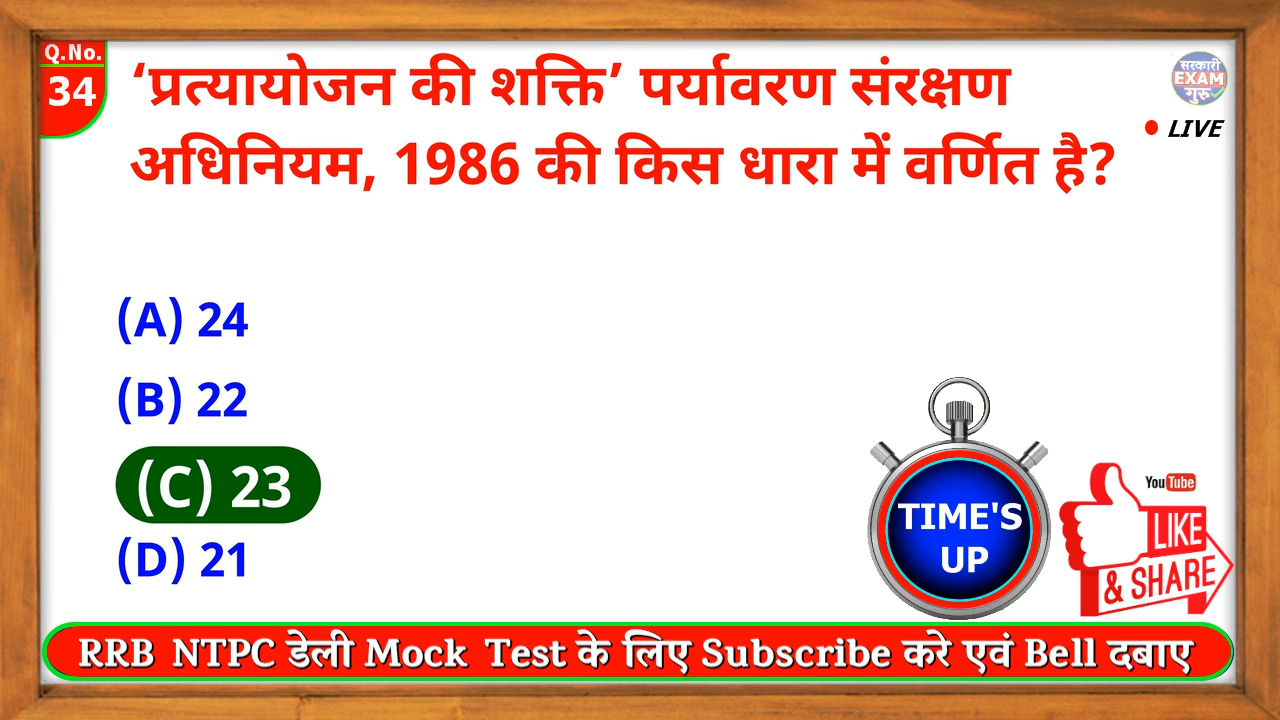 Q.No.
34
‘प्रत्यायोजन की शक्ति’ पर्यावरण संरक्षण
अधिनियम, 1986 की किस धारा में वर्णित है?
सरकारी
EXAM
गुरु
LIVE
(A) 24
(B) 22
(C) 23
(D) 21
TIME'S
UP
YouTube
LIKE
& SHARE
RRB NTPC डेली Mock Test के लिए Subscribe करे एवं Bell दबाए